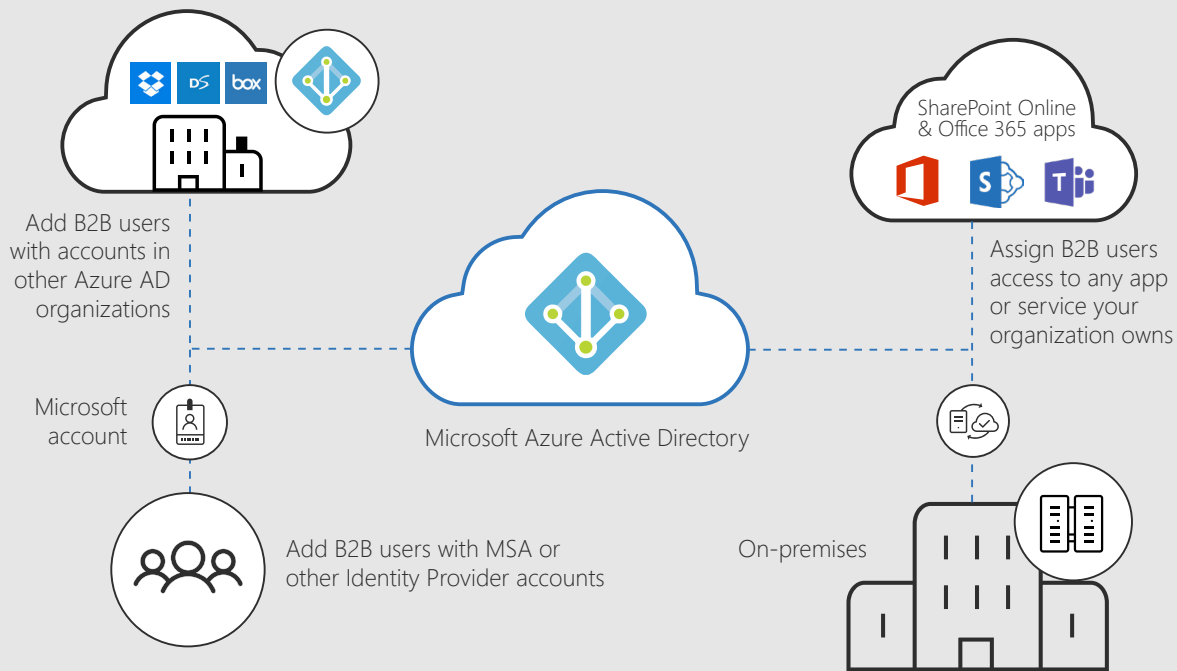 DS
box
Add B2B users
with accounts in
other Azure AD
organizations
Microsoft
account
Add B2B users with MSA or
other Identity Provider accounts
Microsoft Azure Active Directory
SharePoint Online
& Office 365 apps
S
T
Assign B2B users
access to any app
or service your
organization owns
On-premises